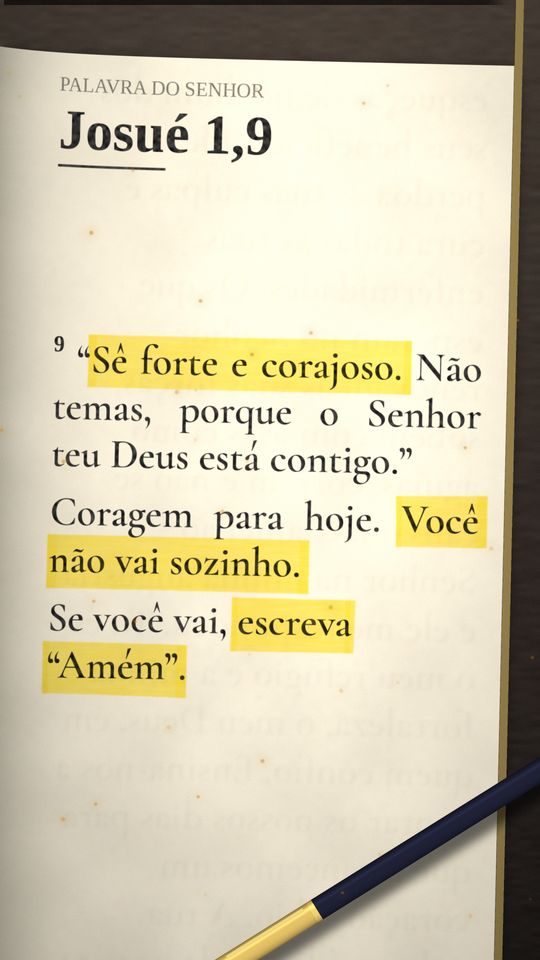 PALAVRA DO SENHOR
Josué 1,9
9 “Sê forte e corajoso. Não
temas, porque o Senhor
teu Deus está contigo.”
Coragem para hoje. Você
não vai sozinho.
Se você vai, escreva
“Amém”.